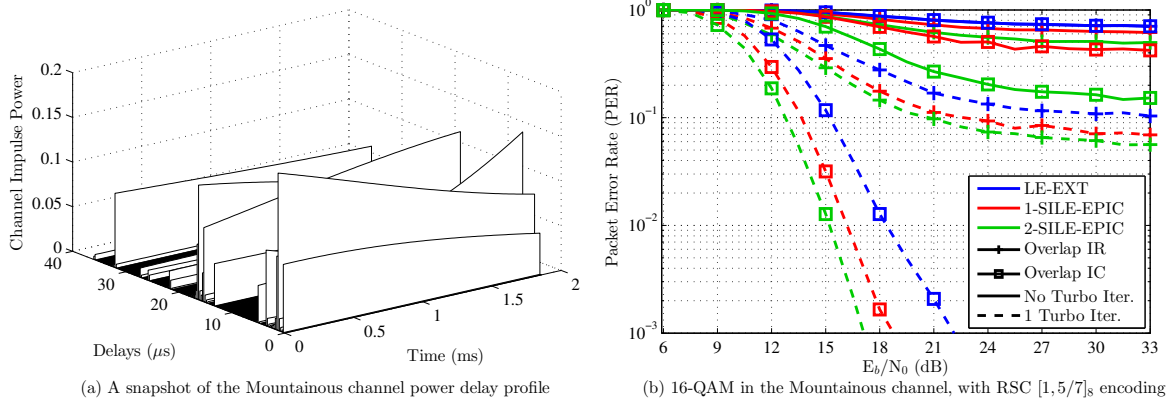 0.2
0.15
0.1
0.05
0
Channel Impulse Power
40
30
20
10
0
Delays (μs)
0
0.5
1
1.5
2
Time (ms)
(a) A snapshot of the Mountainous channel power delay profile
10⁰
10⁻¹
10⁻²
10⁻³
Packet Error Rate (PER)
LE-EXT
1-SILE-EPIC
2-SILE-EPIC
Overlap IR
Overlap IC
No Turbo Iter.
1 Turbo Iter.
6 9 12 15 18 21 24 27 30 33
E_b/N_0 (dB)
(b) 16-QAM in the Mountainous channel, with RSC [1, 5/7]₈ encoding